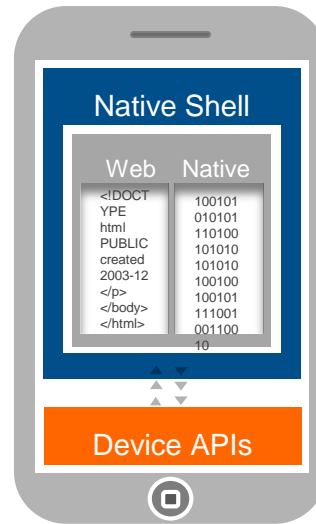 Native Shell
Web
Native
<!DOCT
YPE
html
PUBLIC
created
2003-12
</p>
</body>
</html>
100101
010101
110100
101010
101010
100100
100101
111001
001100
10
Device APIs